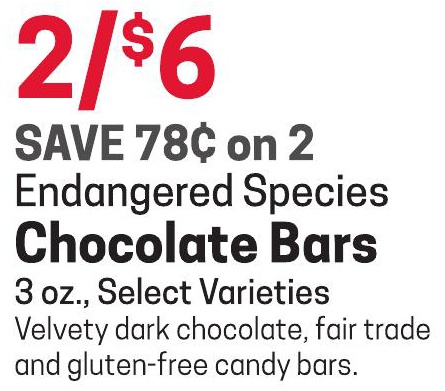 2/$6
SAVE 78¢ on 2
Endangered Species
Chocolate Bars
3 oz., Select Varieties
Velvety dark chocolate, fair trade
and gluten-free candy bars.